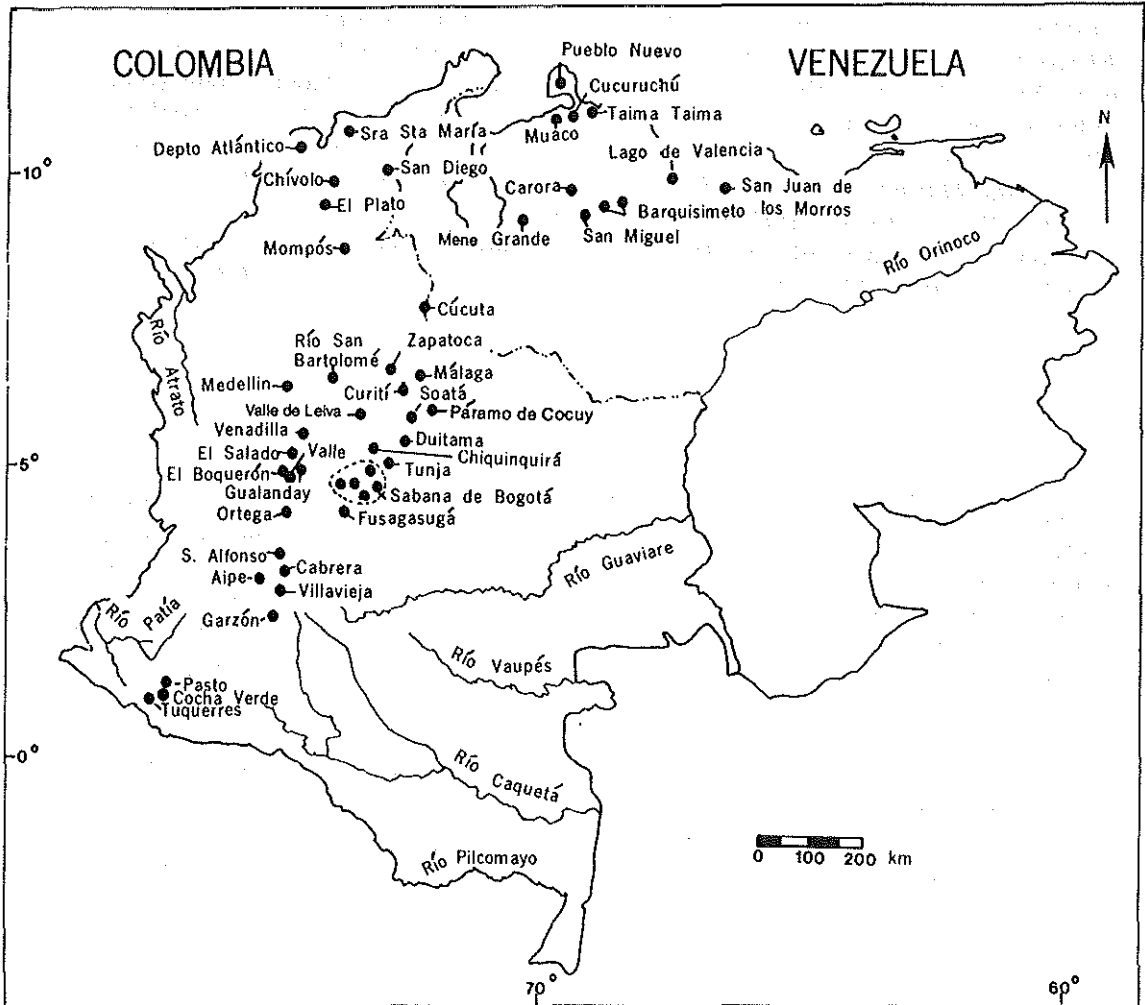 COLOMBIA
VENEZUELA
Pueblo Nuevo
Cucuruchú
Taima Taima
Muaco
N
Sra Sta María
Depto Atlántico
Lago de Valencia
10°
San Diego
Chívolo
Carora
San Juan de
los Morros
El Plato
Barquisimeto
Mene Grande
San Miguel
Mompós
Río Orinoco
Cúcuta
Río Atrato
Río San
Bartolomé
Zapatoca
Málaga
Medellin
Curití
Soatá
Valle de Leiva
Páramo de Cocuy
Venadilla
Duitama
El Salado
Valle
Chiquinquirá
5°
El Boquerón
Tunja
Gualanday
Sabana de Bogotá
Ortega
Fusagasugá
S. Alfonso
Cabrera
Río Guaviare
Aipe
Villavieja
Río Patía
Garzón
Río Vaupés
Pasto
Cocha Verde
Tuquerres
0°
Río Caquetá
Río Pilcomayo
0 100 200 km
70°
60°